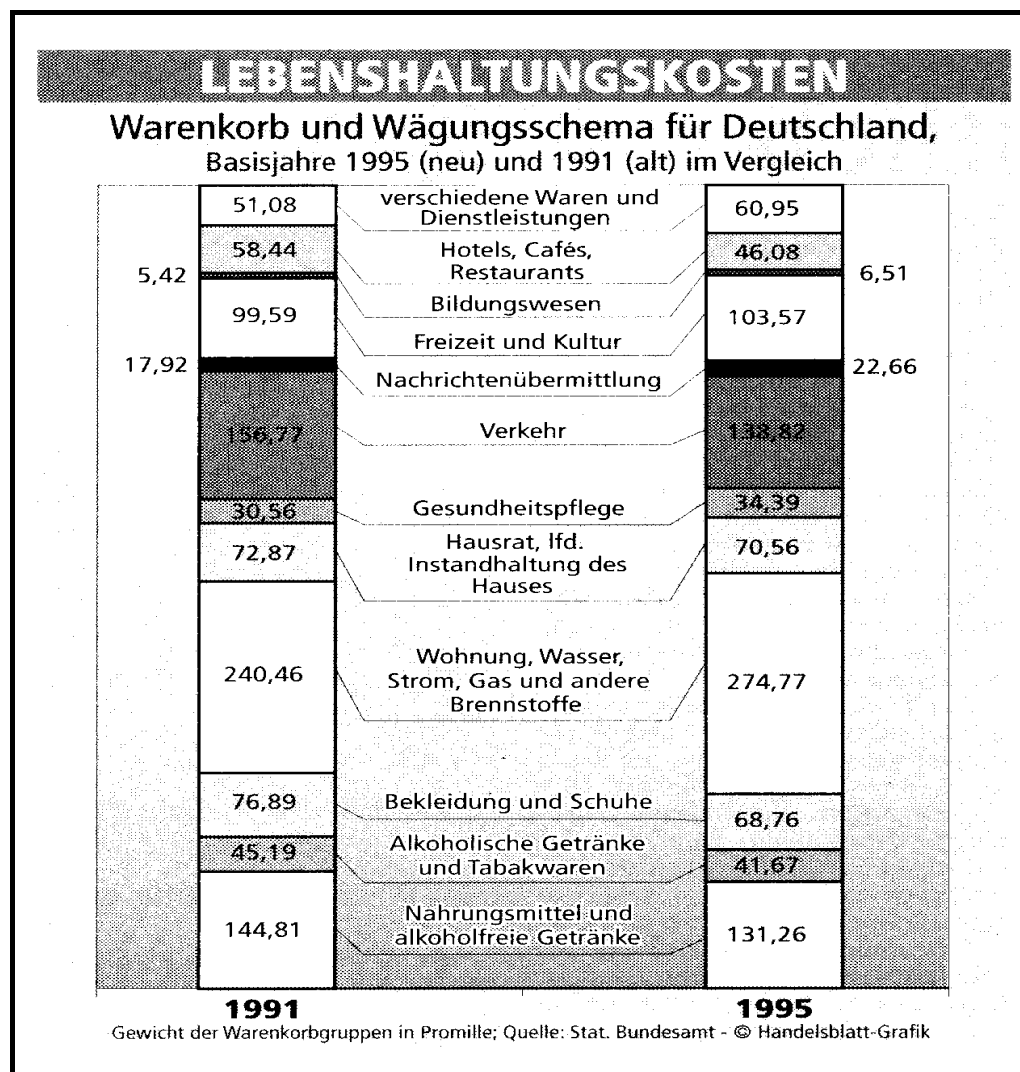 LEBENSHALTUNGSKOSTEN
Warenkorb und Wägungsschema für Deutschland,
Basisjahre 1995 (neu) und 1991 (alt) im Vergleich
51,08
verschiedene Waren und
Dienstleistungen
60,95
58,44
Hotels, Cafés,
Restaurants
46,08
5,42
Bildungswesen
6,51
99,59
Freizeit und Kultur
103,57
17,92
Nachrichtenübermittlung
22,66
156,77
Verkehr
138,82
30,56
Gesundheitspflege
34,39
72,87
Hausrat, lfd.
Instandhaltung des
Hauses
70,56
240,46
Wohnung, Wasser,
Strom, Gas und andere
Brennstoffe
274,77
76,89
Bekleidung und Schuhe
68,76
45,19
Alkoholische Getränke
und Tabakwaren
41,67
144,81
Nahrungsmittel und
alkoholfreie Getränke
131,26
1991
1995
Gewicht der Warenkorbgruppen in Promille; Quelle: Stat. Bundesamt - © Handelsblatt-Grafik